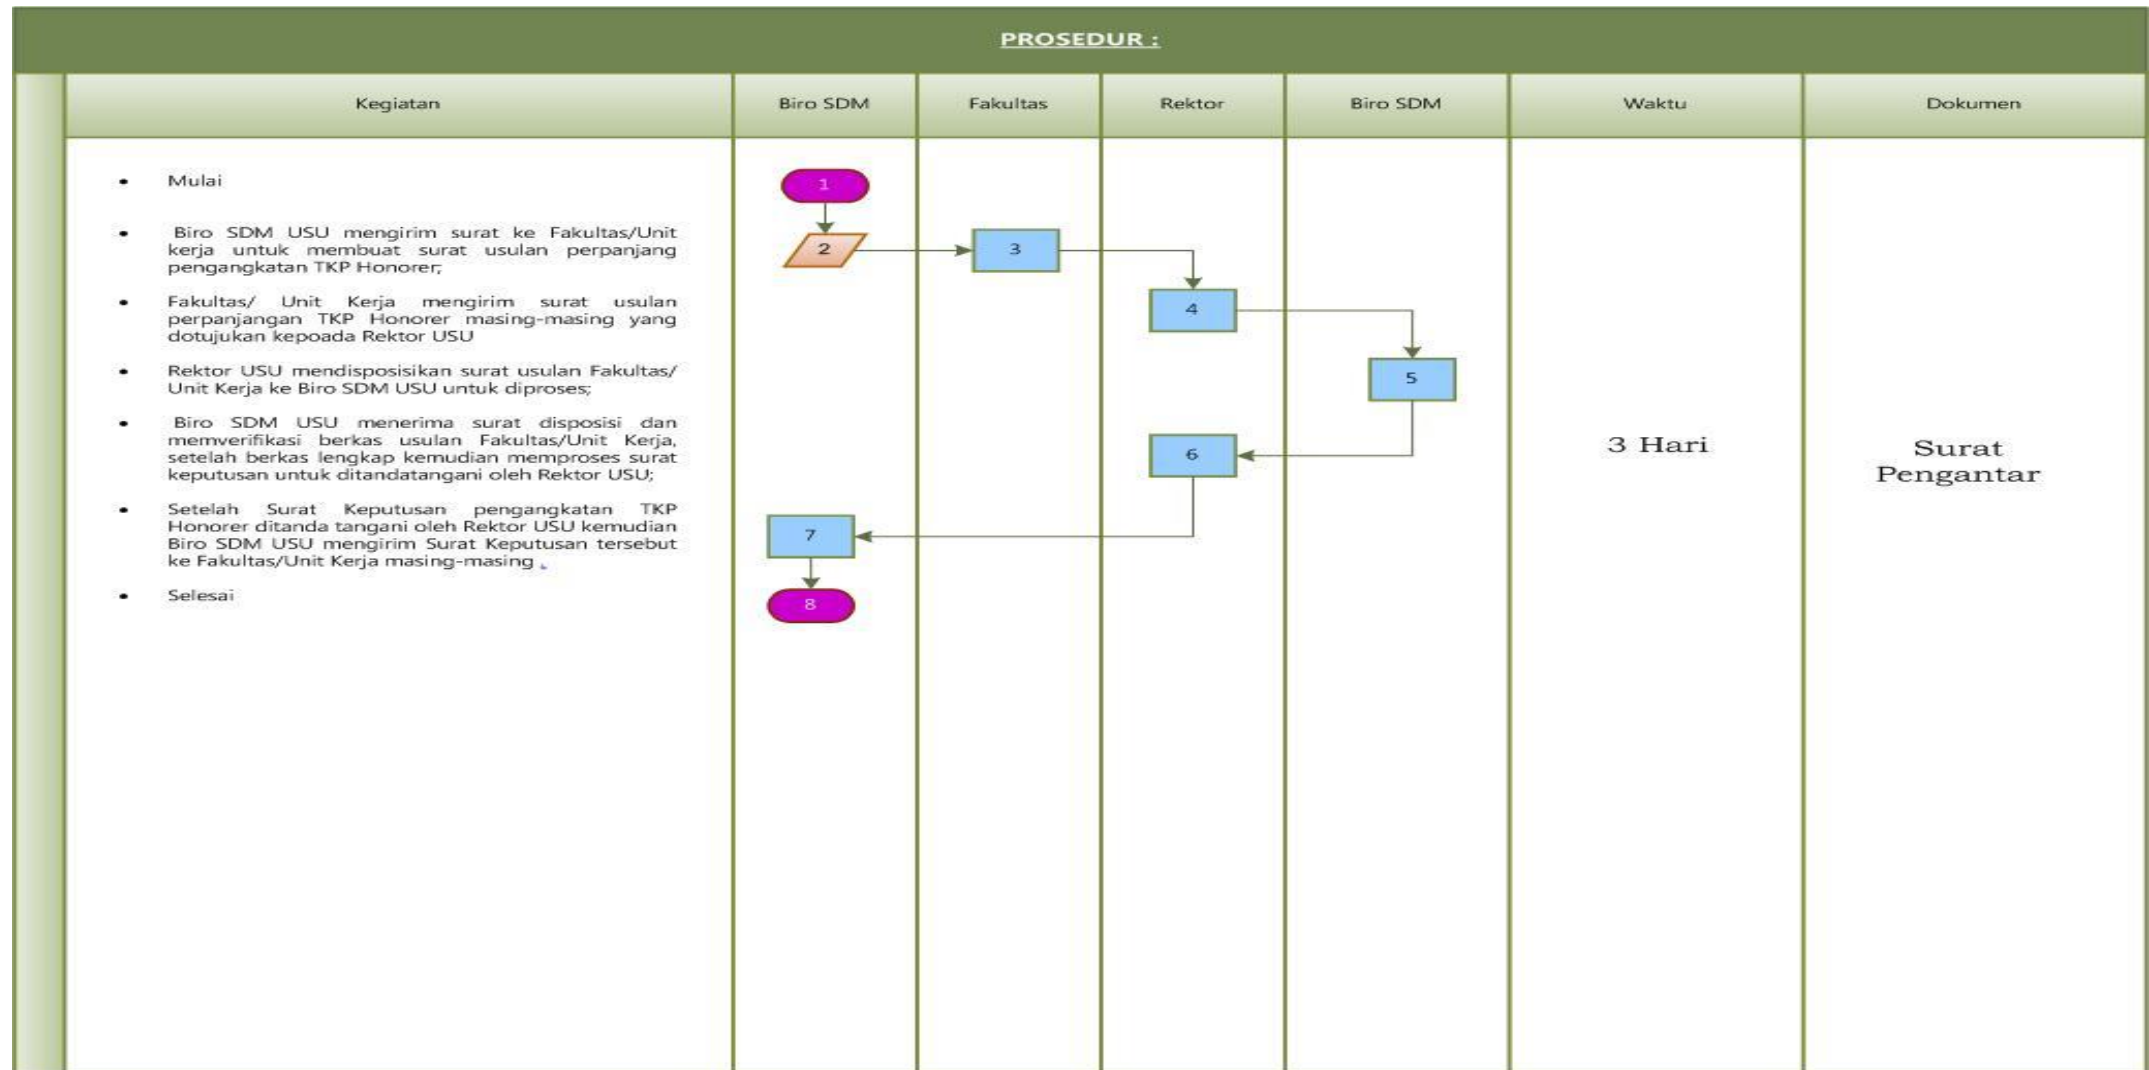 PROSEDUR :
Kegiatan
Biro SDM
Fakultas
Rektor
Biro SDM
Waktu
Dokumen
• Mulai
• Biro SDM USU mengirim surat ke Fakultas/Unit
kerja untuk membuat surat usulan perpanjang
pengangkatan TKP Honorer;
• Fakultas/ Unit Kerja mengirim surat usulan
perpanjangan TKP Honorer masing-masing yang
dotujukan kepoada Rektor USU
• Rektor USU mendisposisikan surat usulan Fakultas/
Unit Kerja ke Biro SDM USU untuk diproses;
• Biro SDM USU menerima surat disposisi dan
memverifikasi berkas usulan Fakultas/Unit Kerja,
setelah berkas lengkap kemudian memproses surat
keputusan untuk ditandatangani oleh Rektor USU;
• Setelah Surat Keputusan pengangkatan TKP
Honorer ditanda tangani oleh Rektor USU kemudian
Biro SDM USU mengirim Surat Keputusan tersebut
ke Fakultas/Unit Kerja masing-masing .
• Selesai
1
2
3
4
5
6
7
8
3 Hari
Surat
Pengantar